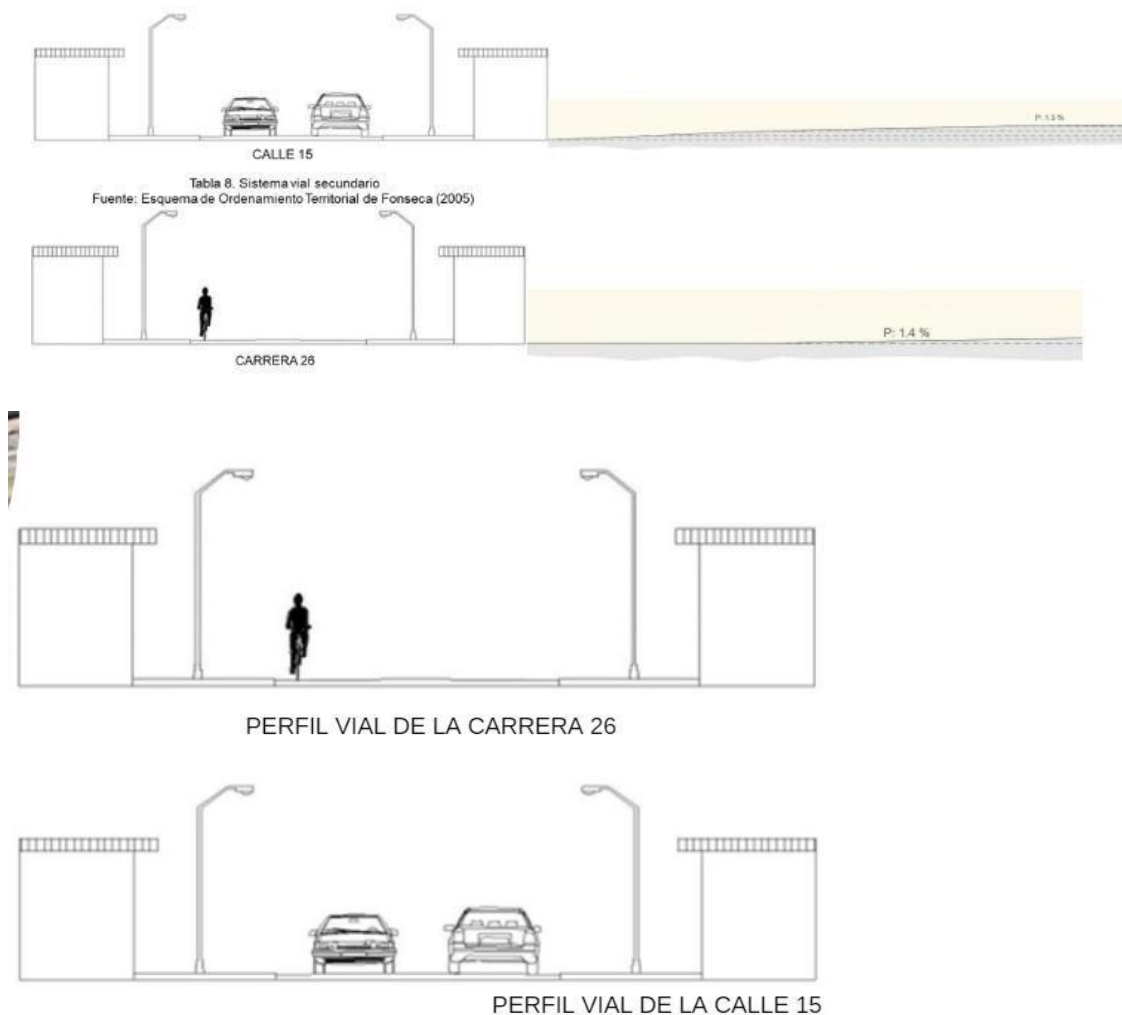 CALLE 15
Tabla 8. Sistema vial secundario
Fuente: Esquema de Ordenamiento Territorial de Fonseca (2005)
CARRERA 26
P: 1.4 %
PERFIL VIAL DE LA CARRERA 26
PERFIL VIAL DE LA CALLE 15